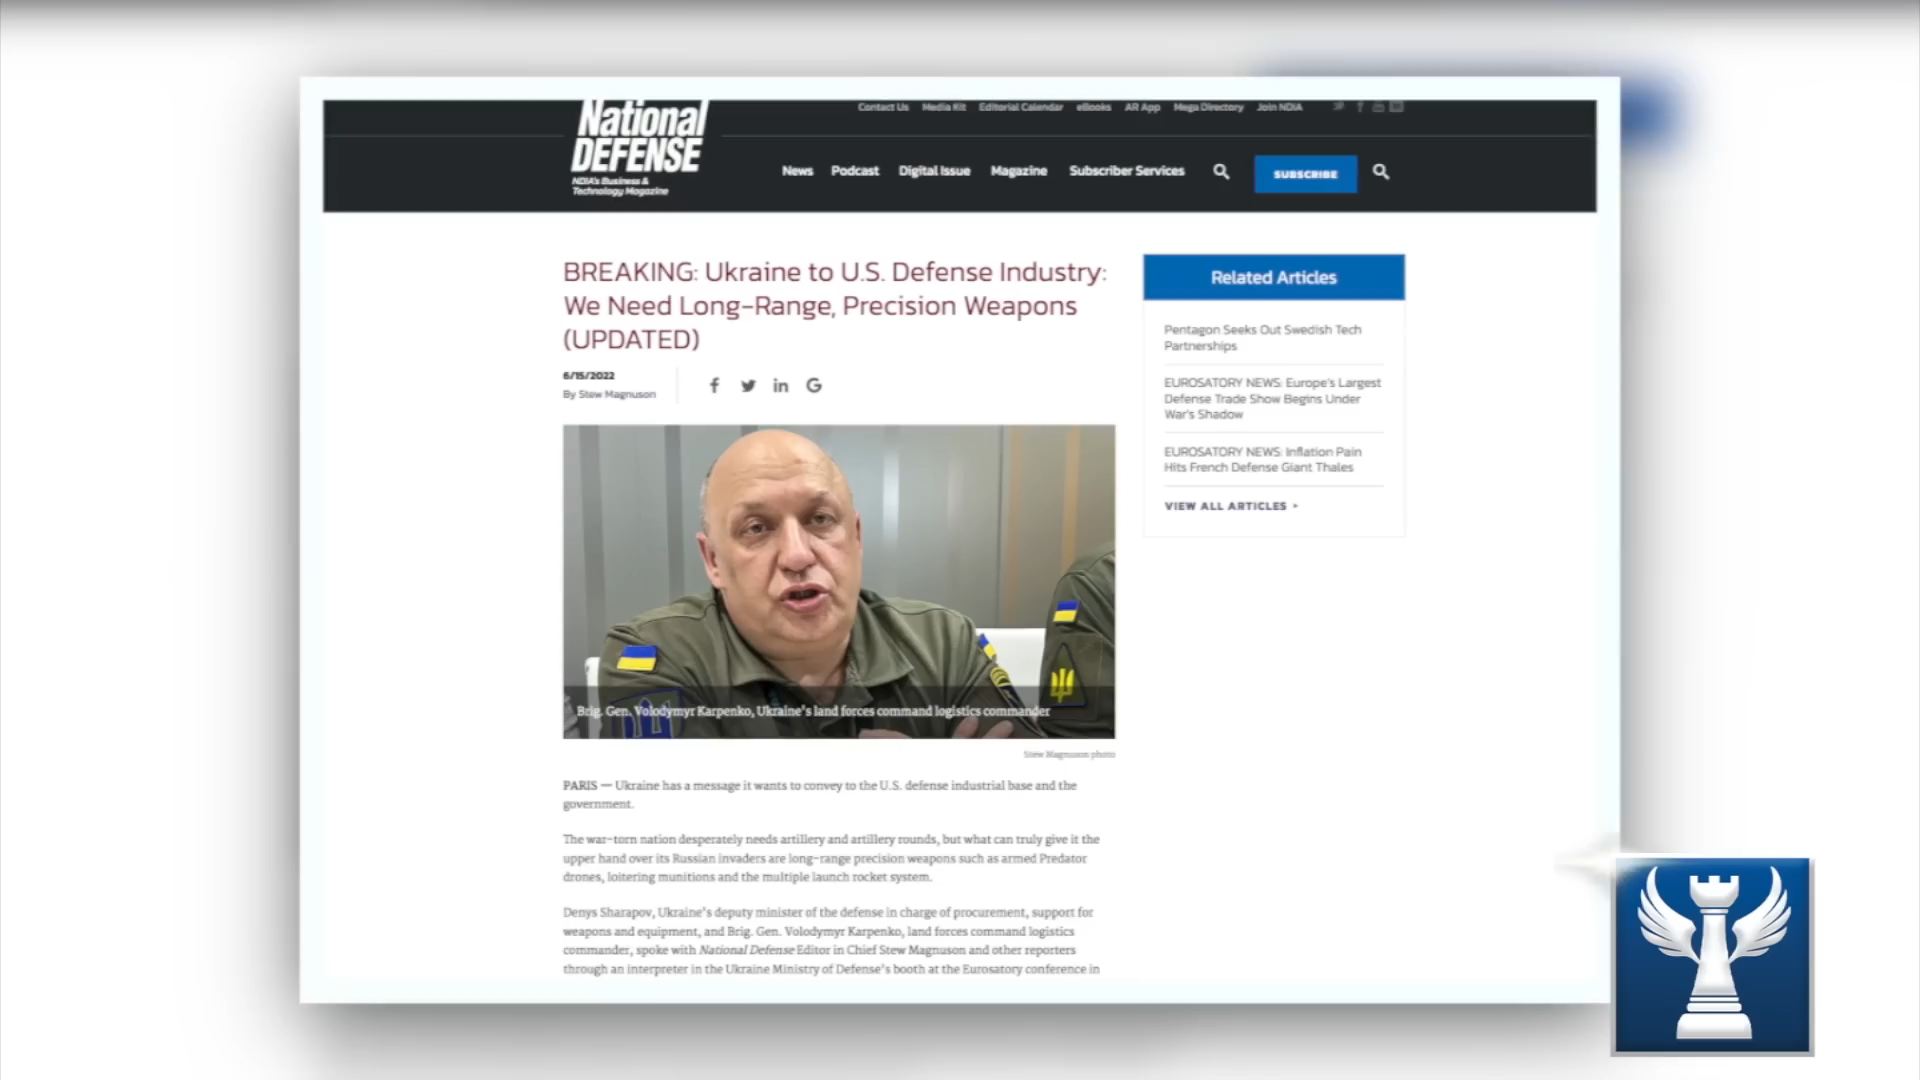 Contact Us Media Kit Editorial Calendar eBooks AR App Mega Directory Join NDIA
National
DEFENSE
NDIA's Business &
Technology Magazine
News Podcast Digital Issue Magazine Subscriber Services SUBSCRIBE
BREAKING: Ukraine to U.S. Defense Industry:
We Need Long-Range, Precision Weapons
(UPDATED)
6/15/2022
By Stew Magnuson
Brig. Gen. Volodymyr Karpenko, Ukraine's land forces command logistics commander
Stew Magnuson photo
PARIS — Ukraine has a message it wants to convey to the U.S. defense industrial base and the
government.
The war-torn nation desperately needs artillery and artillery rounds, but what can truly give it the
upper hand over its Russian invaders are long-range precision weapons such as armed Predator
drones, loitering munitions and the multiple launch rocket system.
Denys Sharapov, Ukraine's deputy minister of the defense in charge of procurement, support for
weapons and equipment, and Brig. Gen. Volodymyr Karpenko, land forces command logistics
commander, spoke with National Defense Editor in Chief Stew Magnuson and other reporters
through an interpreter in the Ukraine Ministry of Defense's booth at the Eurosatory conference in
Related Articles
Pentagon Seeks Out Swedish Tech
Partnerships
EUROSATORY NEWS: Europe's Largest
Defense Trade Show Begins Under
War's Shadow
EUROSATORY NEWS: Inflation Pain
Hits French Defense Giant Thales
VIEW ALL ARTICLES